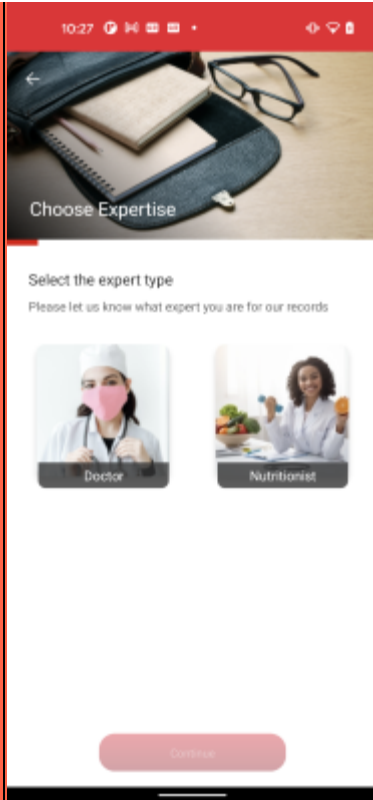 10:27
Choose Expertise
Select the expert type
Please let us know what expert you are for our records
Doctor
Nutritionist
Continue